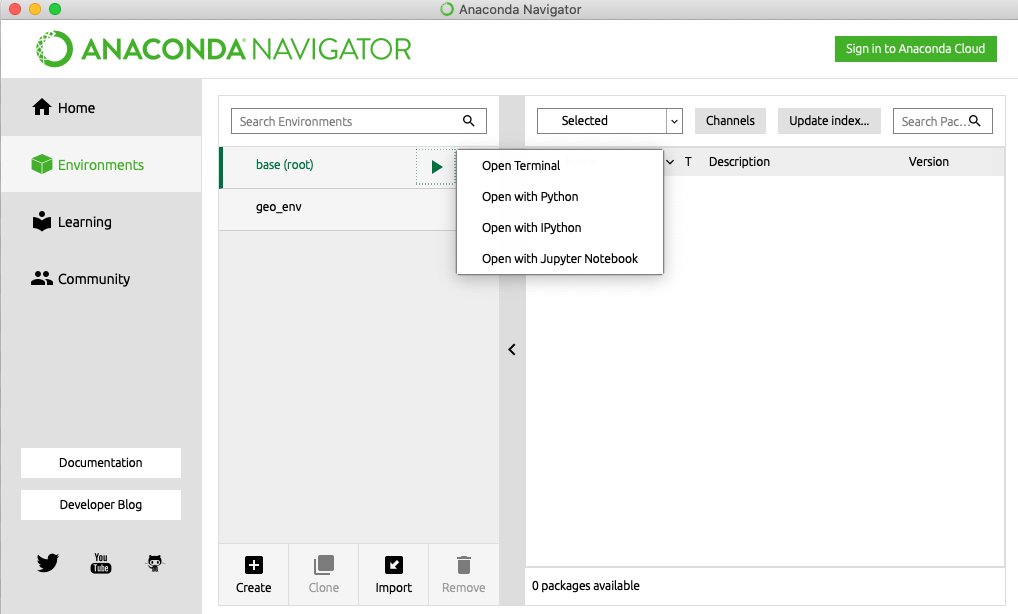 Anaconda Navigator
ANACONDA NAVIGATOR
Sign in to Anaconda Cloud
Home
Environments
Learning
Community
Documentation
Developer Blog
You
Tube
Search Environments
base (root)
geo_env
Open Terminal
Open with Python
Open with IPython
Open with Jupyter Notebook
Create
Clone
Import
Remove
Selected
Channels
Update index...
Search Pac...
T
Description
Version
0 packages available